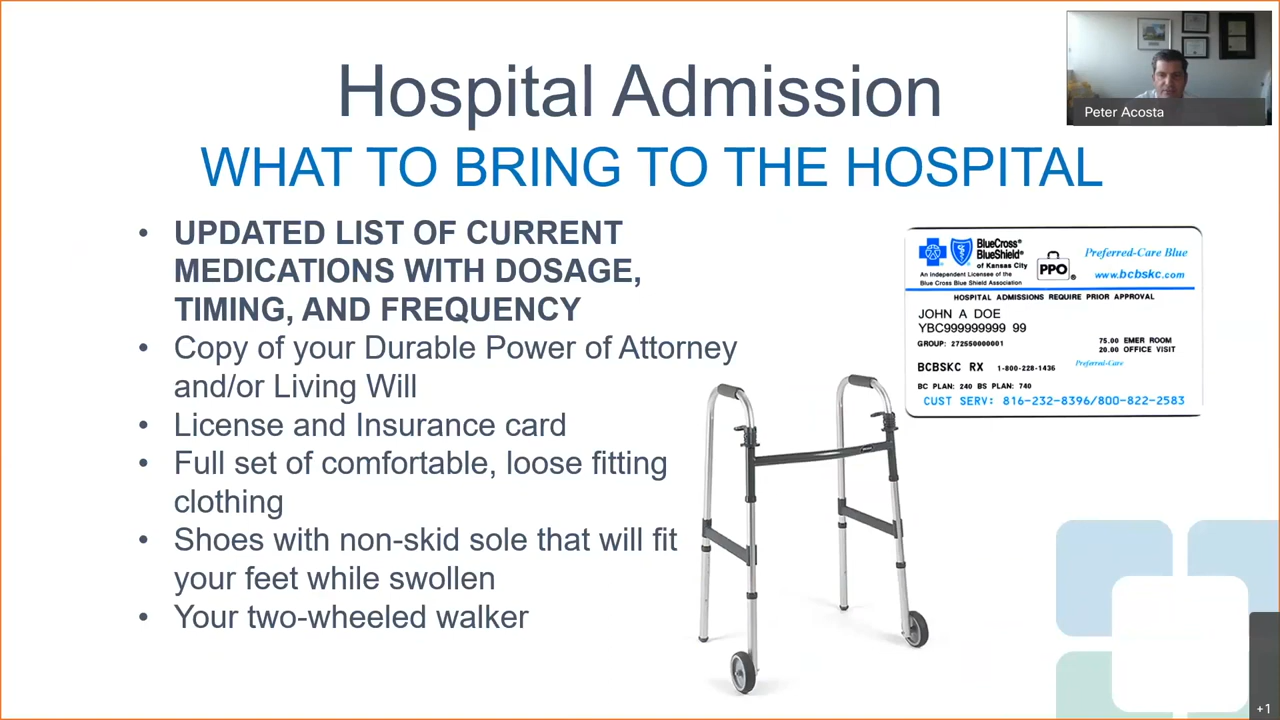 Hospital Admission
WHAT TO BRING TO THE HOSPITAL
• UPDATED LIST OF CURRENT
MEDICATIONS WITH DOSAGE,
TIMING, AND FREQUENCY
• Copy of your Durable Power of Attorney
and/or Living Will
• License and Insurance card
• Full set of comfortable, loose fitting
clothing
• Shoes with non-skid sole that will fit
your feet while swollen
• Your two-wheeled walker
Peter Acosta
BlueCross®
BlueShield®
of Kansas City
An Independent Licensee of the
Blue Cross Blue Shield Association
PPO®
Preferred-Care Blue
www.bcbskc.com
HOSPITAL ADMISSIONS REQUIRE PRIOR APPROVAL
JOHN A DOE
YBC999999999 99
GROUP: 272550000001
75.00 EMER ROOM
20.00 OFFICE VISIT
BCBSKC RX 1-800-228-1436
Preferred-Care
BC PLAN: 240 BS PLAN: 740
CUST SERV: 816-232-8396/800-822-2583
+1